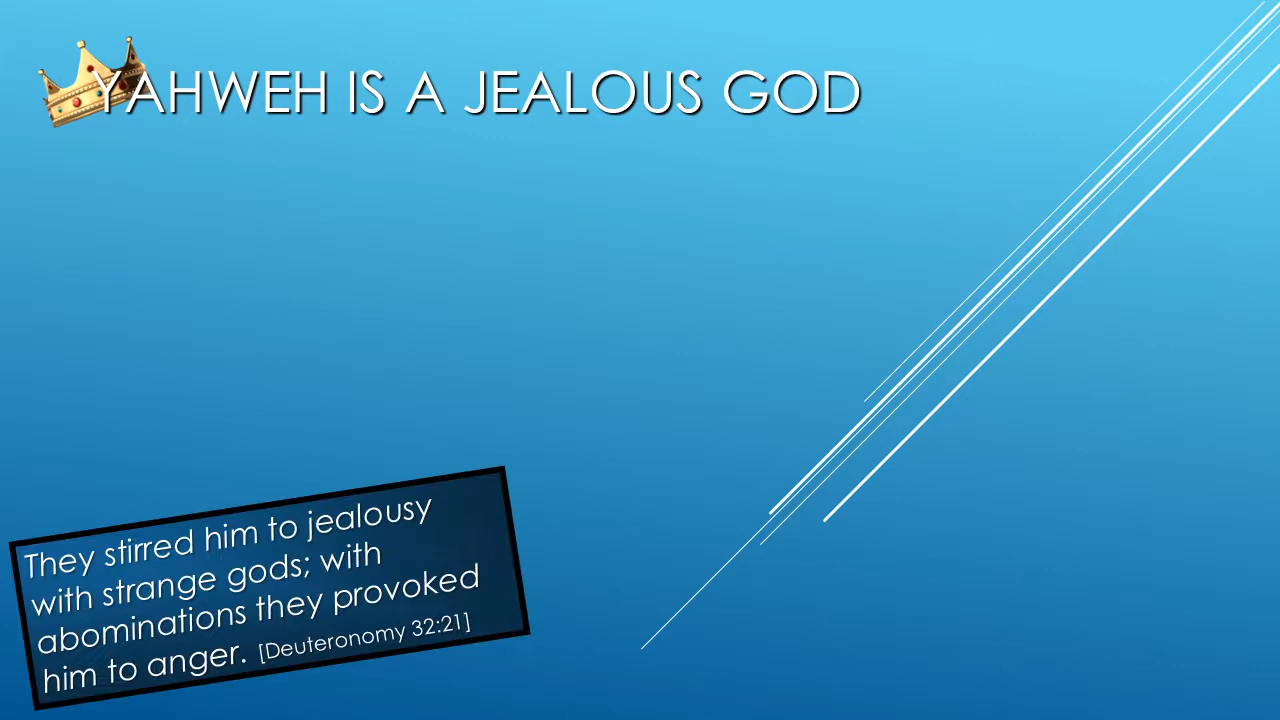 YAHWEH IS A JEALOUS GOD
They stirred him to jealousy
with strange gods; with
abominations they provoked
him to anger. [Deuteronomy 32:21]